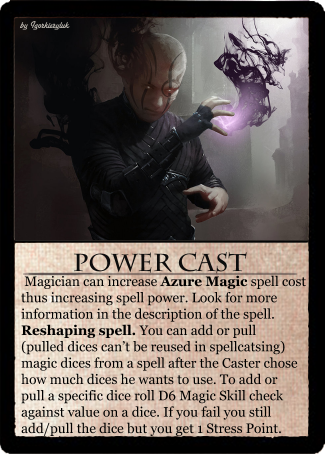 by Igorkieryluk
POWER CAST
Magician can increase Azure Magic spell cost
thus increasing spell power. Look for more
information in the description of the spell.
Reshaping spell. You can add or pull
(pulled dices can't be reused in spellcatsing)
magic dices from a spell after the Caster chose
how much dices he wants to use. To add or
pull a specific dice roll D6 Magic Skill check
against value on a dice. If you fail you still
add/pull the dice but you get 1 Stress Point.